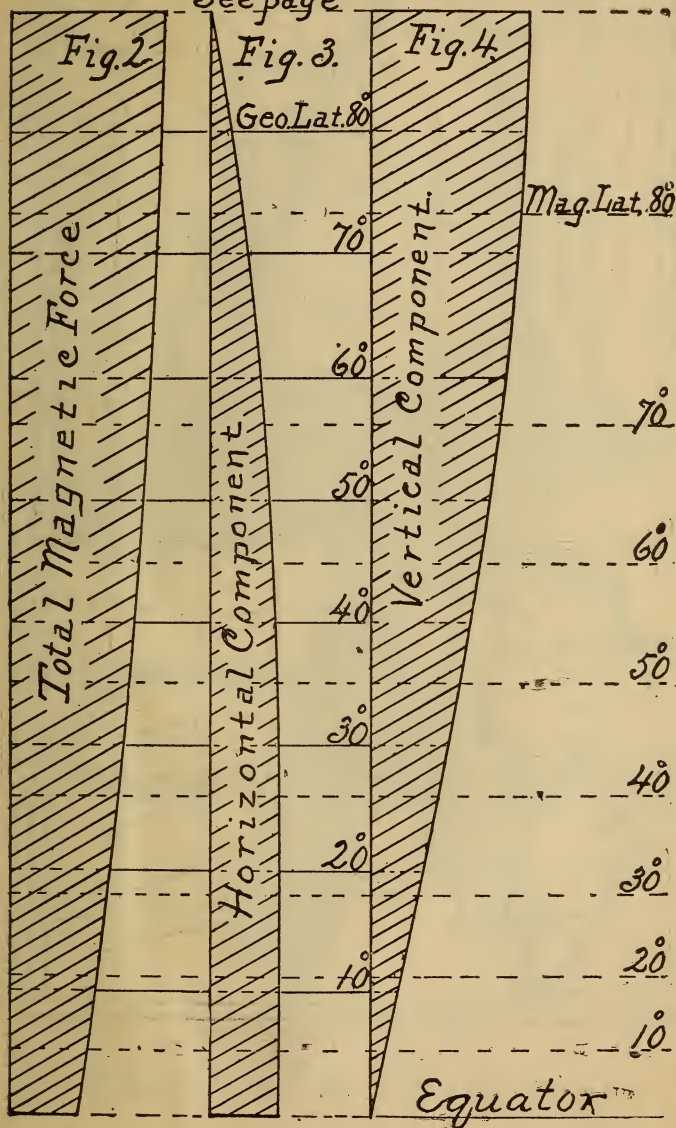 See page
Fig. 2
Fig. 3.
Fig. 4.
Geo. Lat. 80°
Mag. Lat. 80°
70°
60°
70°
50°
60°
40°
50°
30°
40°
20°
30°
10°
20°
10°
Total Magnetic Force
Horizontal Component
Vertical Component.
Equator